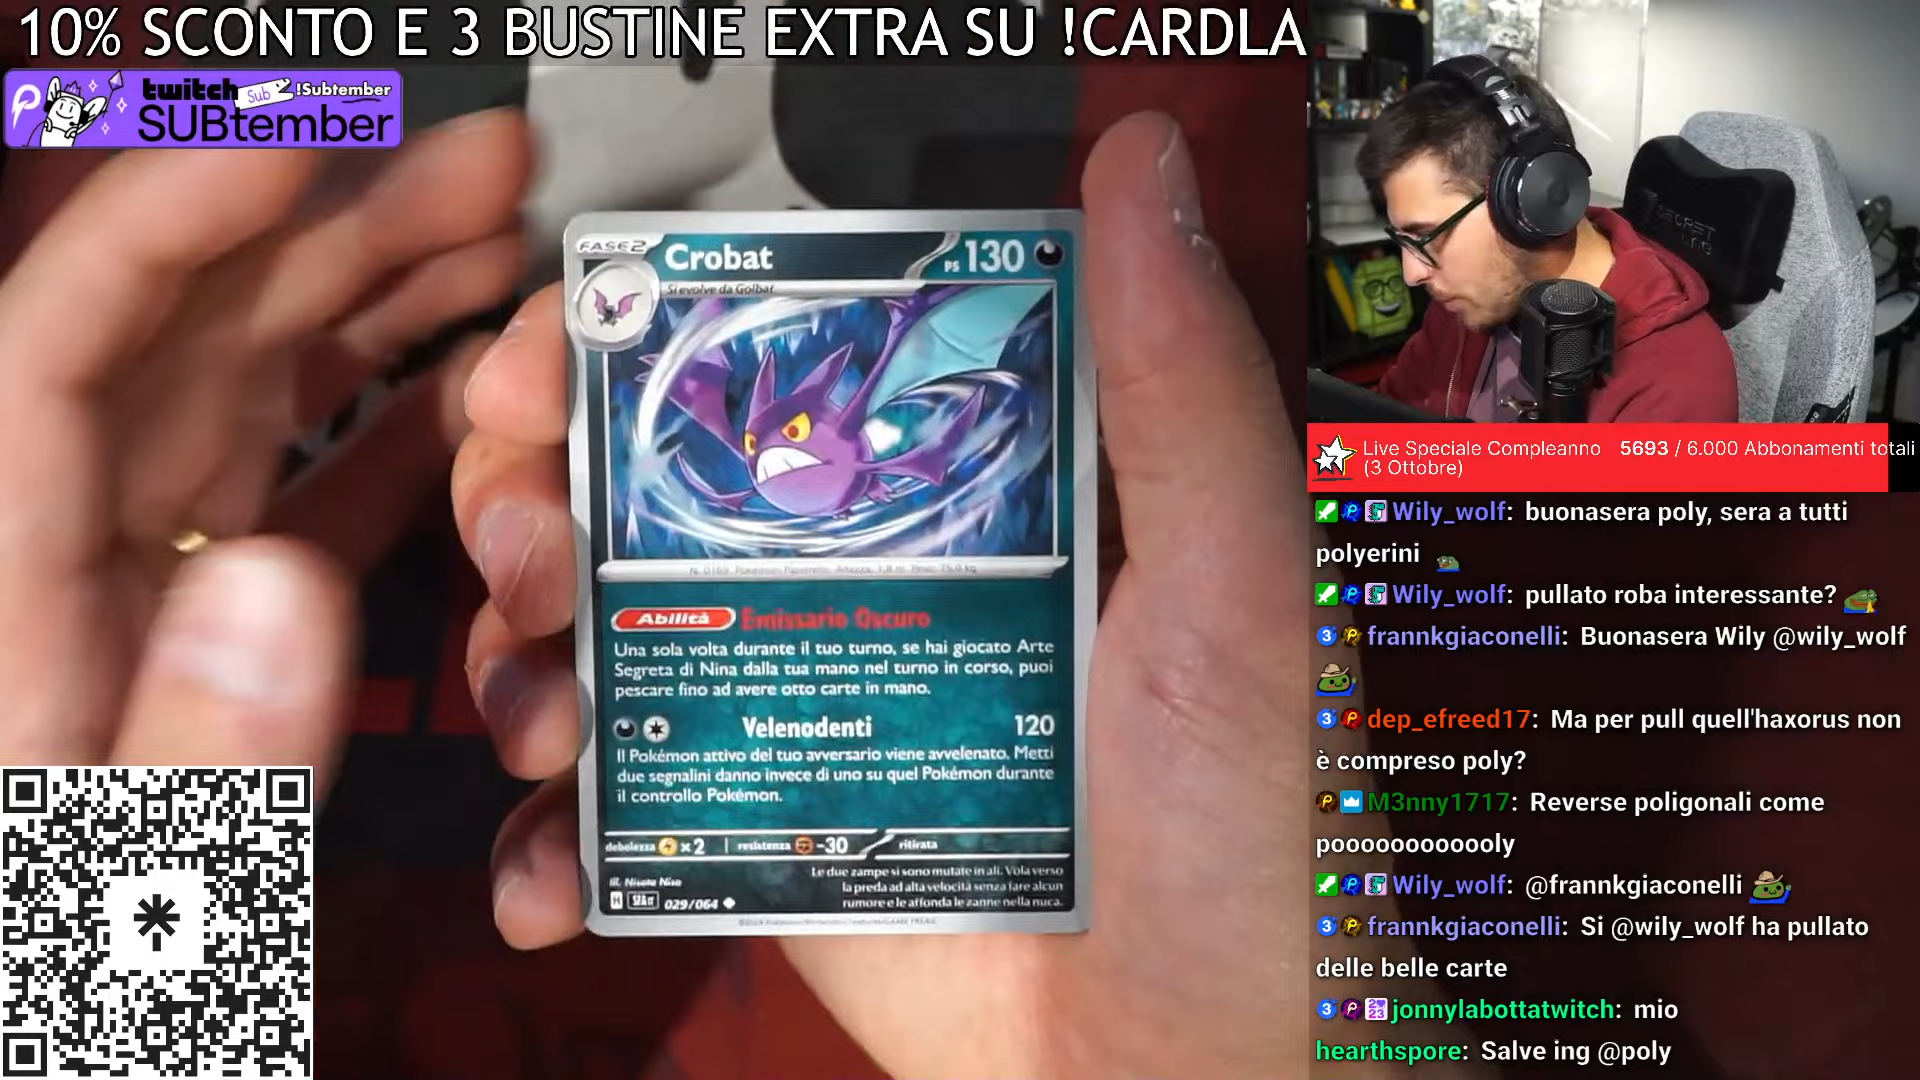 10% SCONTO E 3 BUSTINE EXTRA SU !CARDLA
twitch Sub !Subtember
SUBtember
FASE 2 Crobat PS 130
Si evolve da Golbat
Abilità Emissario Oscuro
Una sola volta durante il tuo turno, se hai giocato Arte
Segreta di Nina dalla tua mano nel turno in corso, puoi
pescare fino ad avere otto carte in mano.
Velenodenti 120
Il Pokémon attivo del tuo avversario viene avvelenato. Metti
due segnalini danno invece di uno su quel Pokémon durante
il controllo Pokémon.
debolezza x2 resistenza -30 ritirata
Le due zampe si sono mutate in ali. Vola verso
la preda ad alta velocità senza fare alcun
rumore e le affonda le zanne nella nuca.
H SFA IT 029/064
SECRET LAB
Live Speciale Compleanno 5693 / 6.000 Abbonamenti totali
(3 Ottobre)
Wily_wolf: buonasera poly, sera a tutti
polyerini
Wily_wolf: pullato roba interessante?
frannkgiaconelli: Buonasera Wily @wily_wolf
dep_efreed17: Ma per pull quell'haxorus non
è compreso poly?
M3nny1717: Reverse poligonali come
pooooooooooly
Wily_wolf: @frannkgiaconelli
frannkgiaconelli: Si @wily_wolf ha pullato
delle belle carte
jonnylabottatwitch: mio
hearthspore: Salve ing @poly